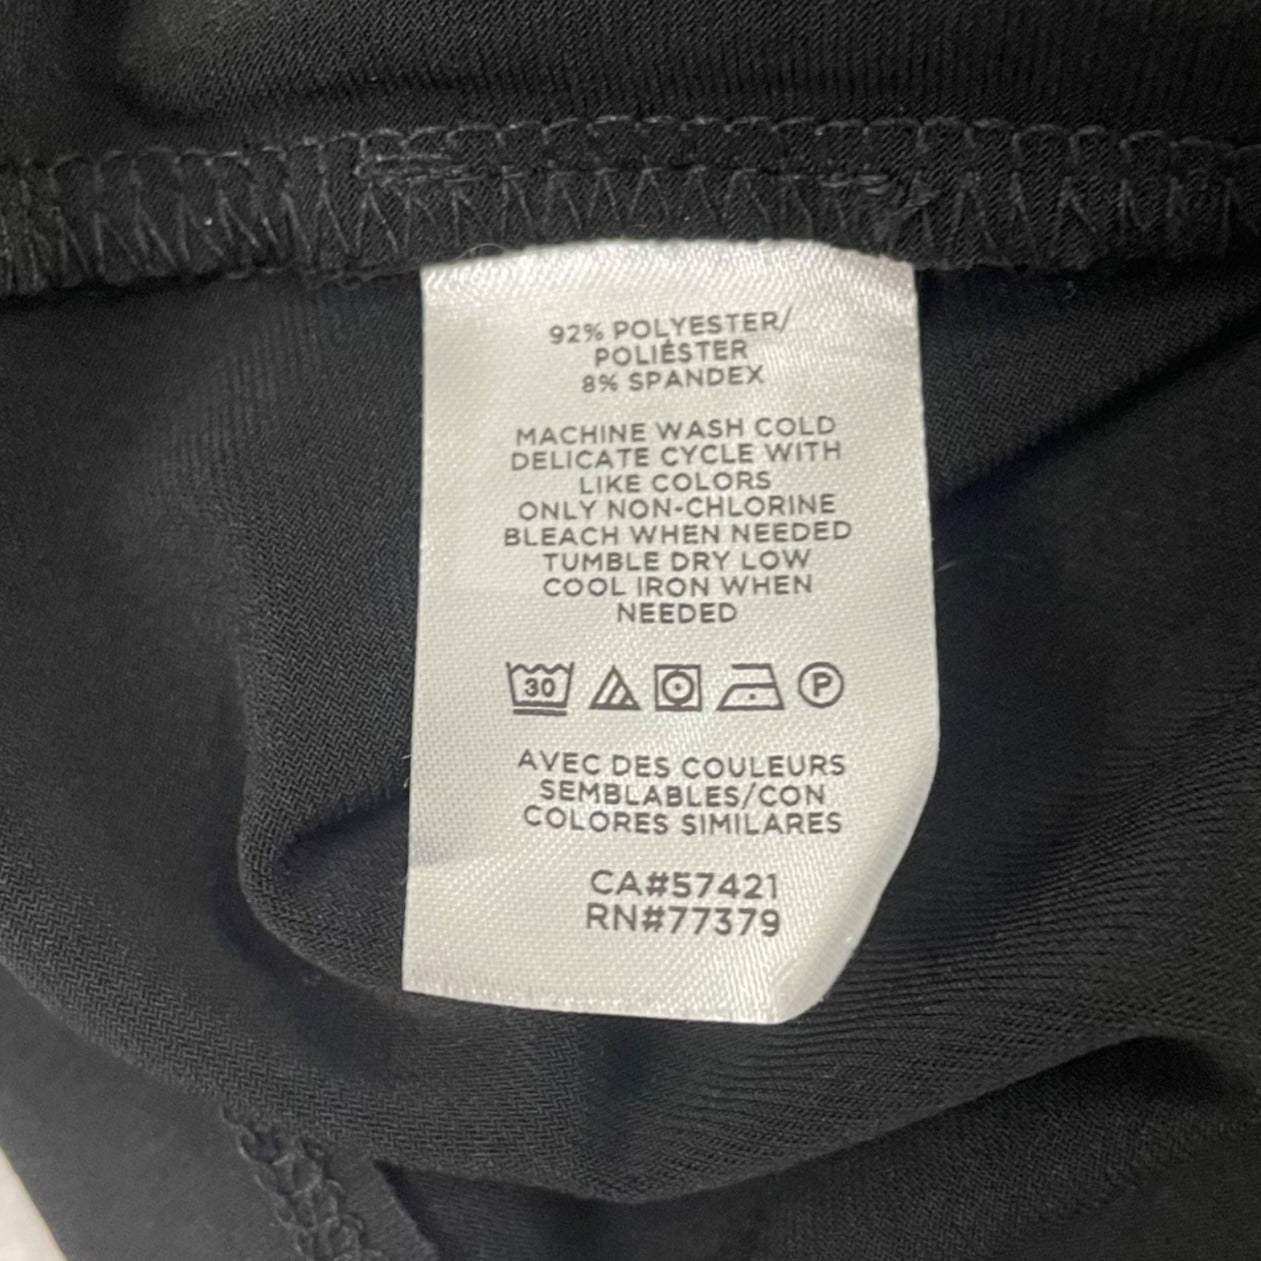 92% POLYESTER/
POLIÉSTER
8% SPANDEX
MACHINE WASH COLD
DELICATE CYCLE WITH
LIKE COLORS
ONLY NON-CHLORINE
BLEACH WHEN NEEDED
TUMBLE DRY LOW
COOL IRON WHEN
NEEDED
30 P
AVEC DES COULEURS
SEMBLABLES/CON
COLORES SIMILARES
CA#57421
RN#77379